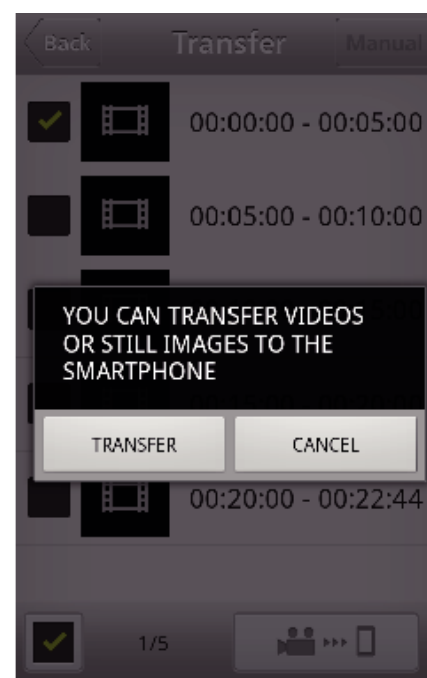 Back Transfer Manual
00:00:00 - 00:05:00
00:05:00 - 00:10:00
YOU CAN TRANSFER VIDEOS
OR STILL IMAGES TO THE
SMARTPHONE
TRANSFER CANCEL
00:20:00 - 00:22:44
1/5